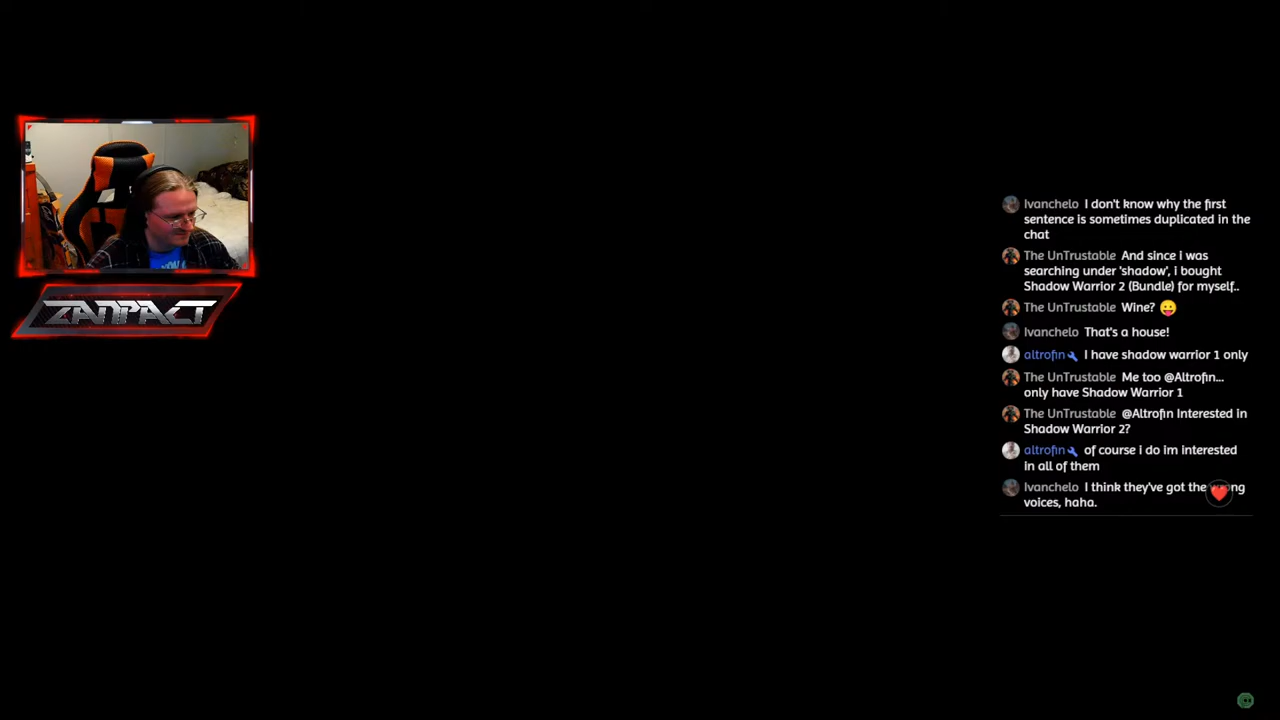 ZANPACT
Ivanchelo I don't know why the first
sentence is sometimes duplicated in the
chat
The UnTrustable And since i was
searching under 'shadow', i bought
Shadow Warrior 2 (Bundle) for myself..
The UnTrustable Wine? 😛
Ivanchelo That's a house!
altrofin I have shadow warrior 1 only
The UnTrustable Me too @Altrofin...
only have Shadow Warrior 1
The UnTrustable @Altrofin Interested in
Shadow Warrior 2?
altrofin of course i do im interested
in all of them
Ivanchelo I think they've got the wrong
voices, haha.